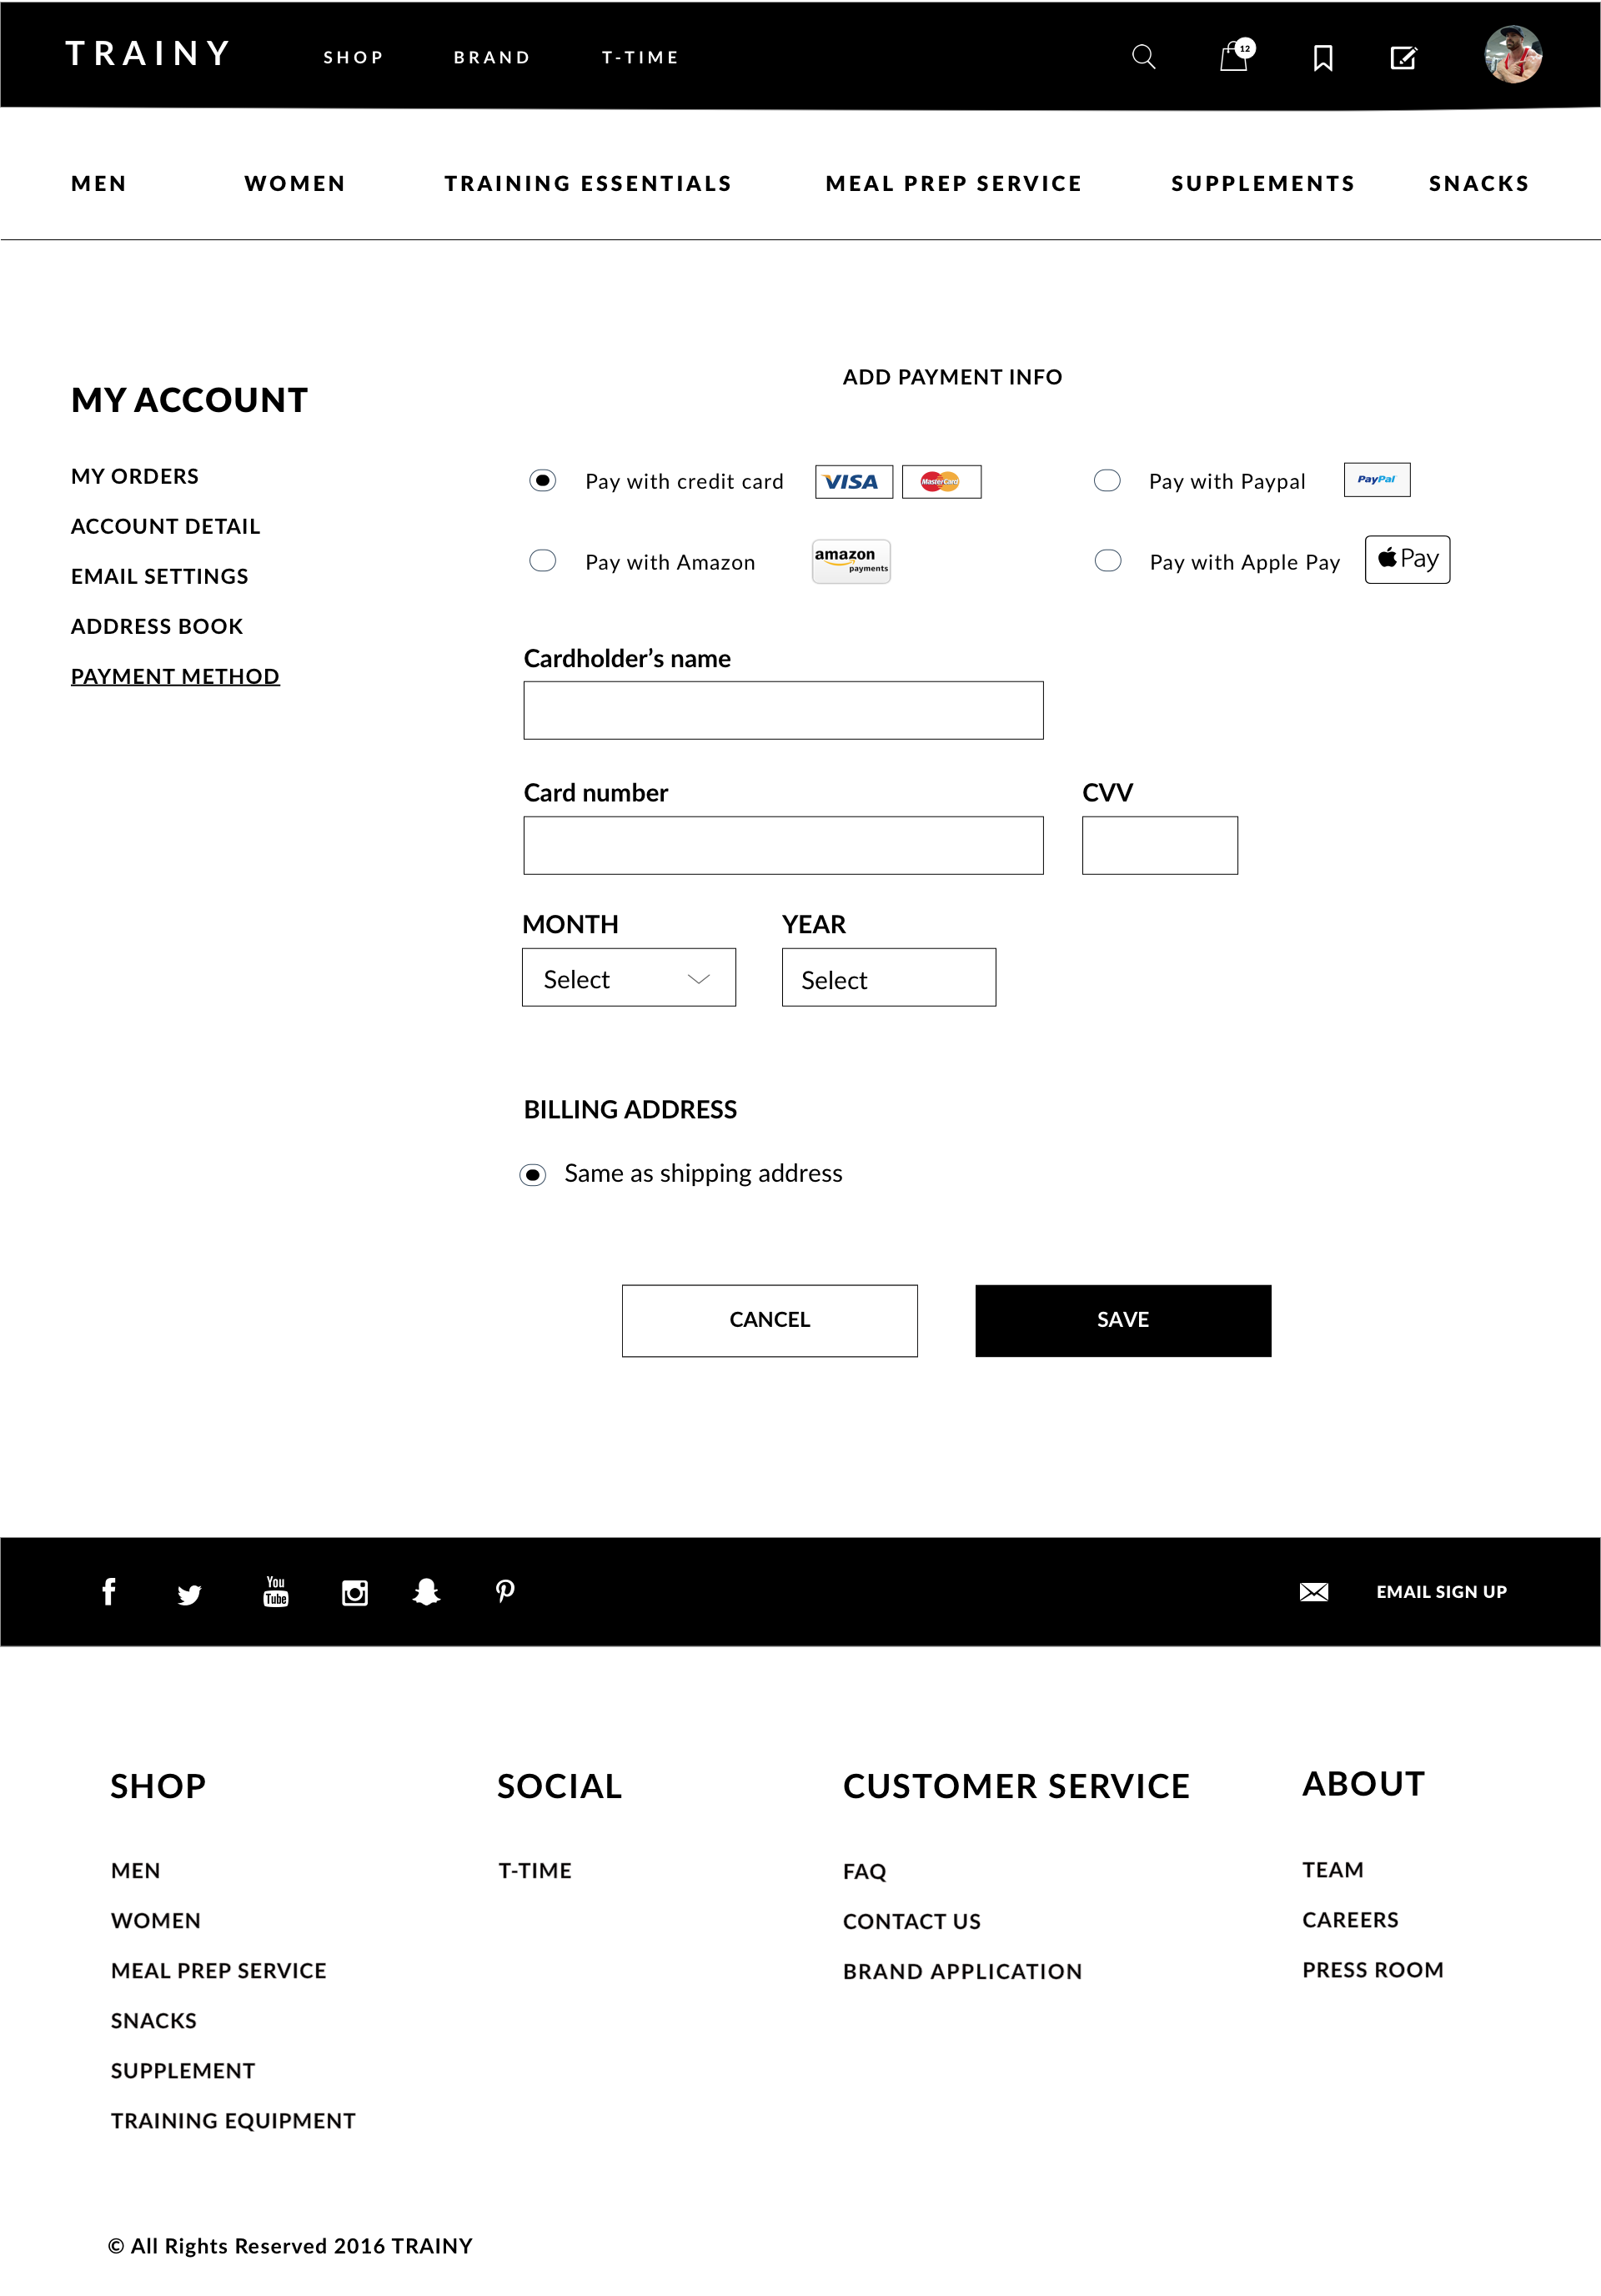 TRAINY SHOP BRAND T-TIME 12
MEN WOMEN TRAINING ESSENTIALS MEAL PREP SERVICE SUPPLEMENTS SNACKS
MY ACCOUNT
MY ORDERS
ACCOUNT DETAIL
EMAIL SETTINGS
ADDRESS BOOK
PAYMENT METHOD
ADD PAYMENT INFO
Pay with credit card VISA MasterCard Pay with Paypal PayPal
Pay with Amazon amazon payments Pay with Apple Pay Pay
Cardholder’s name
Card number CVV
MONTH YEAR
Select Select
BILLING ADDRESS
Same as shipping address
CANCEL SAVE
You Tube EMAIL SIGN UP
SHOP
MEN
WOMEN
MEAL PREP SERVICE
SNACKS
SUPPLEMENT
TRAINING EQUIPMENT
SOCIAL
T-TIME
CUSTOMER SERVICE
FAQ
CONTACT US
BRAND APPLICATION
ABOUT
TEAM
CAREERS
PRESS ROOM
© All Rights Reserved 2016 TRAINY